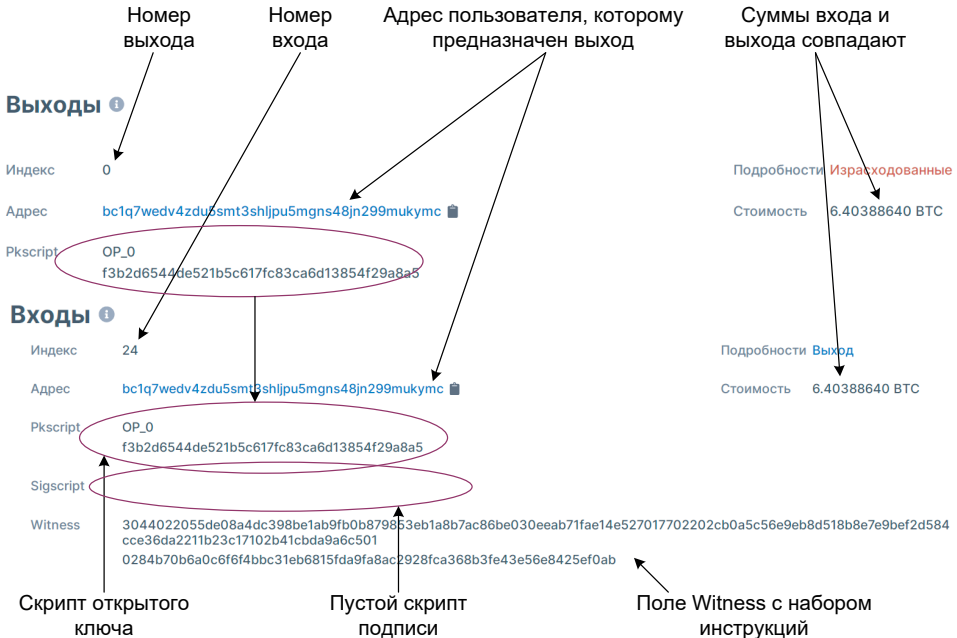 Номер
выхода
Номер
входа
Адрес пользователя, которому
предназначен выход
Суммы входа и
выхода совпадают
Выходы
Индекс 0 Подробности Израсходованные
Адрес bc1q7wedv4zdu5smt3shljpu5mgns48jn299mukymc Стоимость 6.40388640 BTC
Pkscript OP_0
f3b2d6544de521b5c617fc83ca6d13854f29a8a5
Входы
Индекс 24 Подробности Выход
Адрес bc1q7wedv4zdu5smt3shljpu5mgns48jn299mukymc Стоимость 6.40388640 BTC
Pkscript OP_0
f3b2d6544de521b5c617fc83ca6d13854f29a8a5
Sigscript
Witness 3044022055de08a4dc398be1ab9fb0b879853eb1a8b7ac86be030eeab71fae14e527017702202cb0a5c56e9eb8d518b8e7e9bef2d584
cce36da2211b23c17102b41cbda9a6c501
0284b70b6a0c6f6f4bbc31eb6815fda9fa8ac2928fca368b3fe43e56e8425ef0ab
Скрипт открытого
ключа
Пустой скрипт
подписи
Поле Witness с набором
инструкций